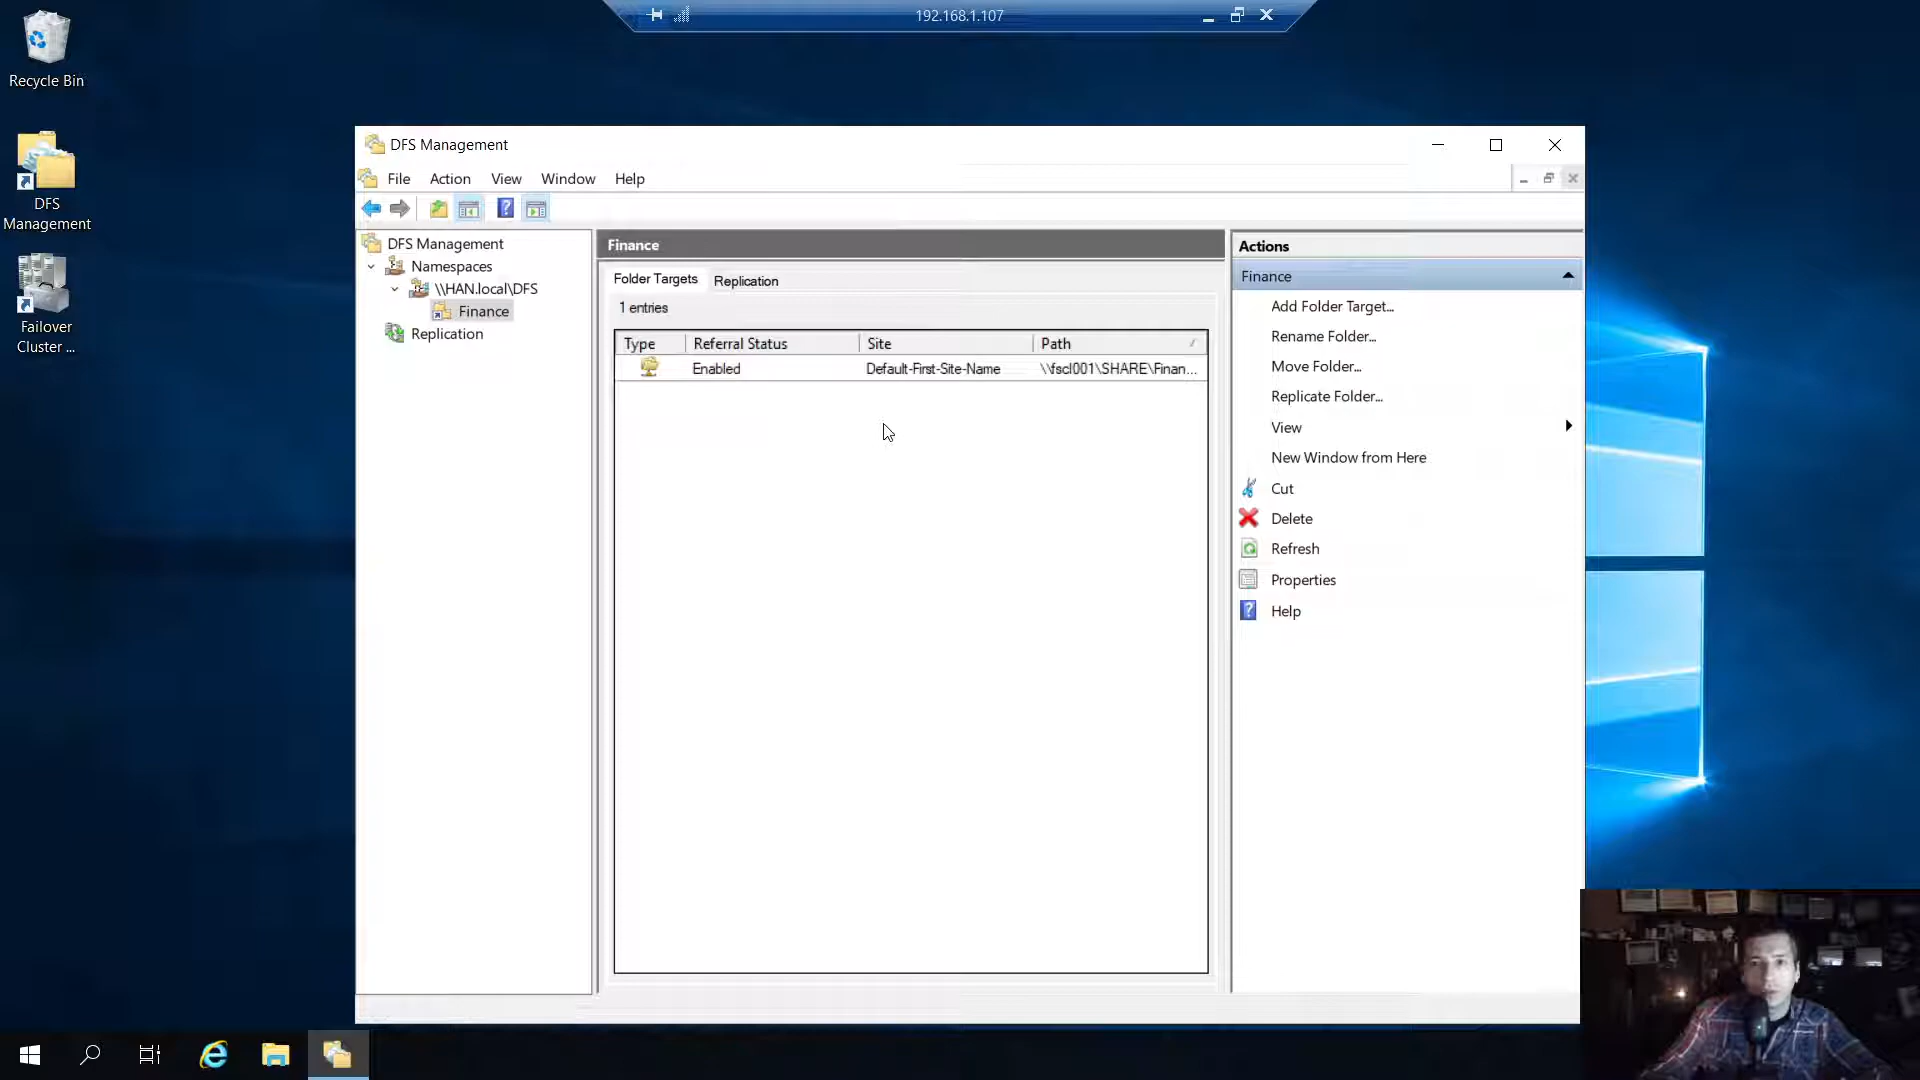 192.168.1.107
Recycle Bin
DFS
Management
Failover
Cluster ...
DFS Management
File Action View Window Help
DFS Management
Namespaces
\\HAN.local\DFS
Finance
Replication
Finance
Folder Targets Replication
1 entries
Type Referral Status Site Path
Enabled Default-First-Site-Name \\fscl001\SHARE\Finan...
Actions
Finance
Add Folder Target...
Rename Folder...
Move Folder...
Replicate Folder...
View
New Window from Here
Cut
Delete
Refresh
Properties
Help